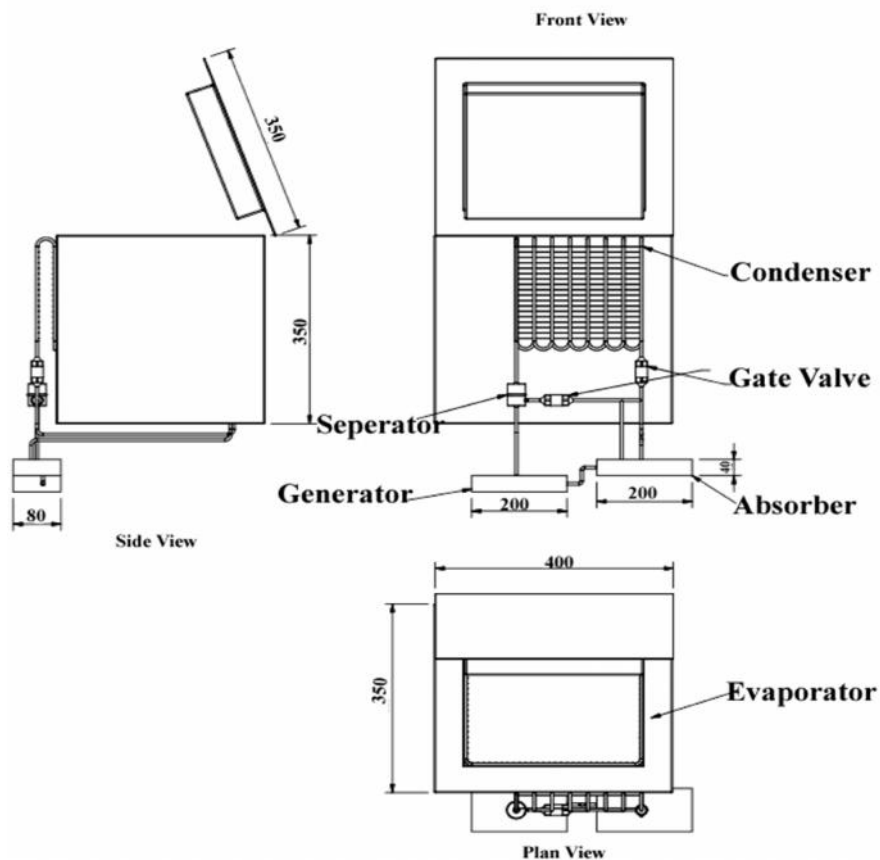 Front View
350
350
Condenser
Gate Valve
Seperator
Generator
40
200
200
Absorber
80
Side View
400
350
Evaporator
Plan View